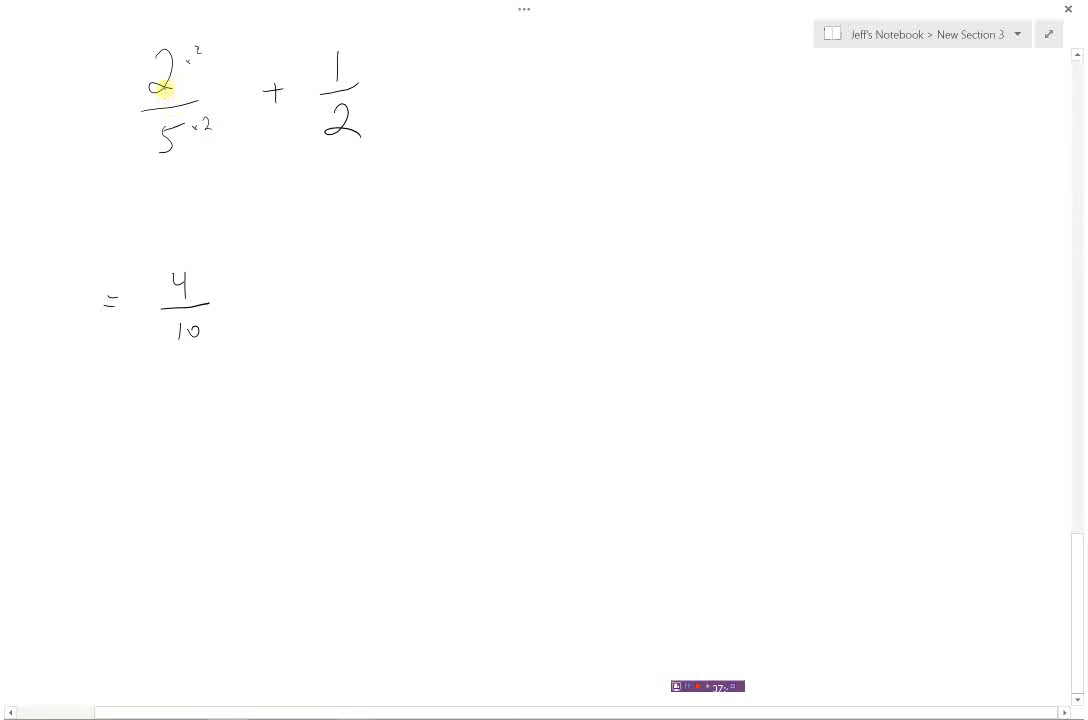 ...
Jeff's Notebook > New Section 3
2 ×2 1
+
5 ×2 2
4
=
10